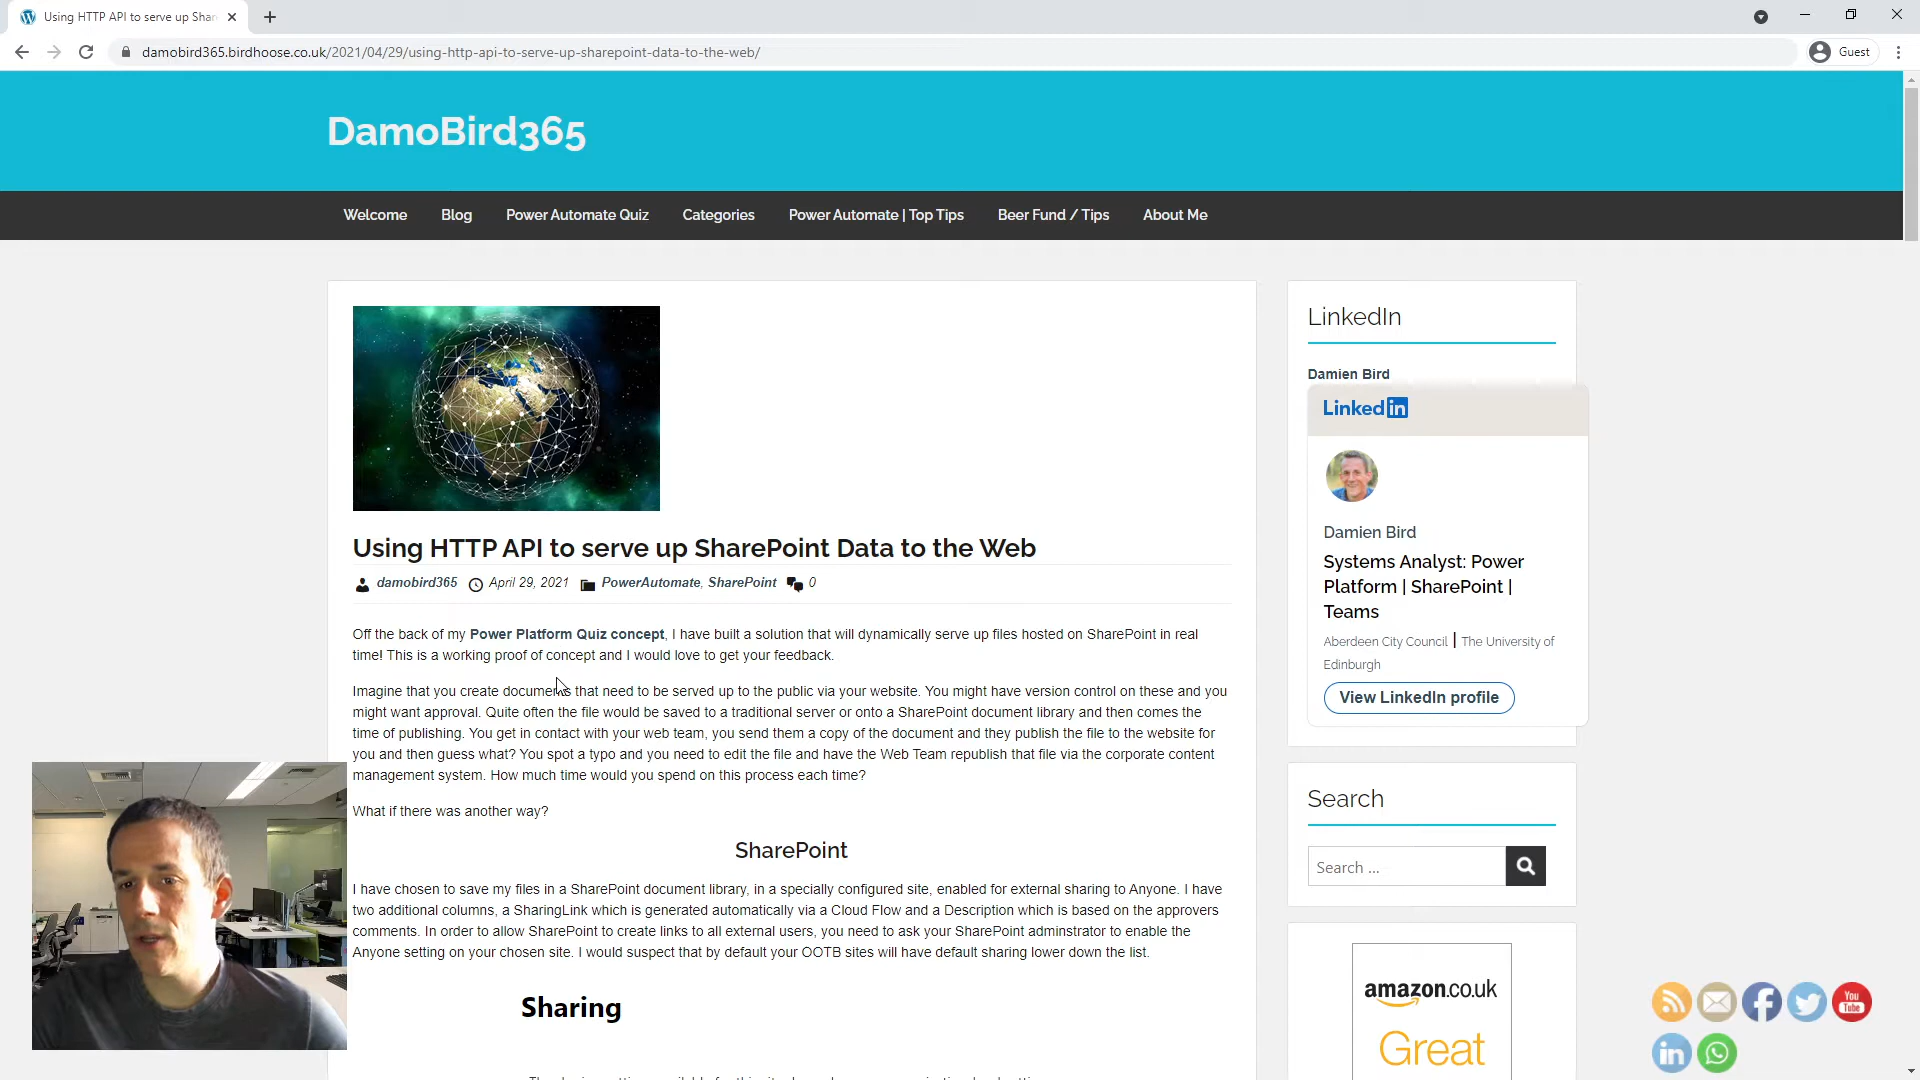 Using HTTP API to serve up Shar
damobird365.birdhoose.co.uk/2021/04/29/using-http-api-to-serve-up-sharepoint-data-to-the-web/
Guest
DamoBird365
Welcome
Blog
Power Automate Quiz
Categories
Power Automate | Top Tips
Beer Fund / Tips
About Me
Using HTTP API to serve up SharePoint Data to the Web
damobird365 April 29, 2021 PowerAutomate, SharePoint 0
Off the back of my Power Platform Quiz concept, I have built a solution that will dynamically serve up files hosted on SharePoint in real
time! This is a working proof of concept and I would love to get your feedback.
Imagine that you create documents that need to be served up to the public via your website. You might have version control on these and you
might want approval. Quite often the file would be saved to a traditional server or onto a SharePoint document library and then comes the
time of publishing. You get in contact with your web team, you send them a copy of the document and they publish the file to the website for
you and then guess what? You spot a typo and you need to edit the file and have the Web Team republish that file via the corporate content
management system. How much time would you spend on this process each time?
What if there was another way?
SharePoint
I have chosen to save my files in a SharePoint document library, in a specially configured site, enabled for external sharing to Anyone. I have
two additional columns, a SharingLink which is generated automatically via a Cloud Flow and a Description which is based on the approvers
comments. In order to allow SharePoint to create links to all external users, you need to ask your SharePoint adminstrator to enable the
Anyone setting on your chosen site. I would suspect that by default your OOTB sites will have default sharing lower down the list.
Sharing
LinkedIn
Damien Bird
Linked in
Damien Bird
Systems Analyst: Power
Platform | SharePoint |
Teams
Aberdeen City Council | The University of
Edinburgh
View LinkedIn profile
Search
Search ...
amazon.co.uk
Great
You
Tube
in